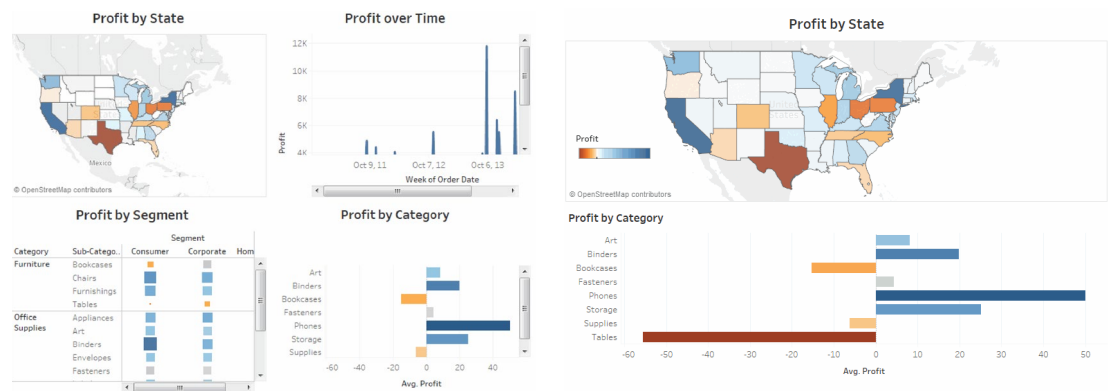 Profit by State
Mexico
© OpenStreetMap contributors
Profit over Time
12K
10K
8K
6K
4K
Profit
Oct 9, 11
Oct 7, 12
Oct 6, 13
Week of Order Date
Profit by Segment
Segment
Category
Sub-Catego..
Consumer
Corporate
Hom
Furniture
Bookcases
Chairs
Furnishings
Tables
Office
Supplies
Appliances
Art
Binders
Envelopes
Fasteners
Profit by Category
Art
Binders
Bookcases
Fasteners
Phones
Storage
Supplies
-40 -20 0 20 40
Avg. Profit
Profit by State
Profit
© OpenStreetMap contributors
Profit by Category
Art
Binders
Bookcases
Fasteners
Phones
Storage
Supplies
Tables
-60 -50 -40 -30 -20 -10 0 10 20 30 40 50
Avg. Profit